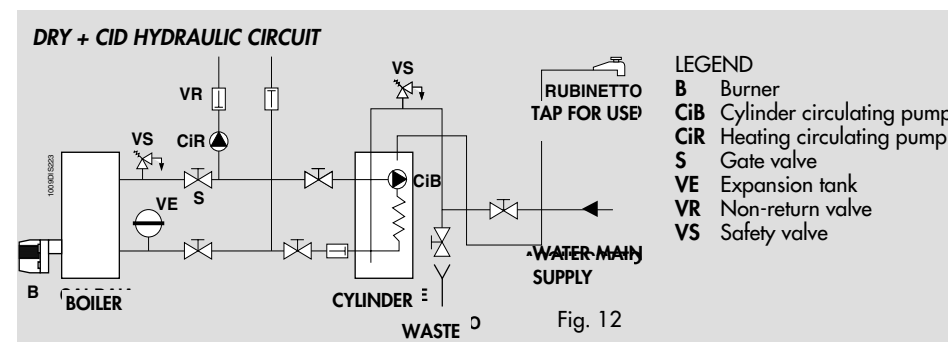 DRY + CID HYDRAULIC CIRCUIT
VS
VR
RUBINETTO
TAP FOR USE
VS
CiR
1009DIS223
CiB
S
VE
WATER MAIN
SUPPLY
B
BOILER
CYLINDER
WASTE
Fig. 12
LEGEND
B Burner
CiB Cylinder circulating pump
CiR Heating circulating pump
S Gate valve
VE Expansion tank
VR Non-return valve
VS Safety valve